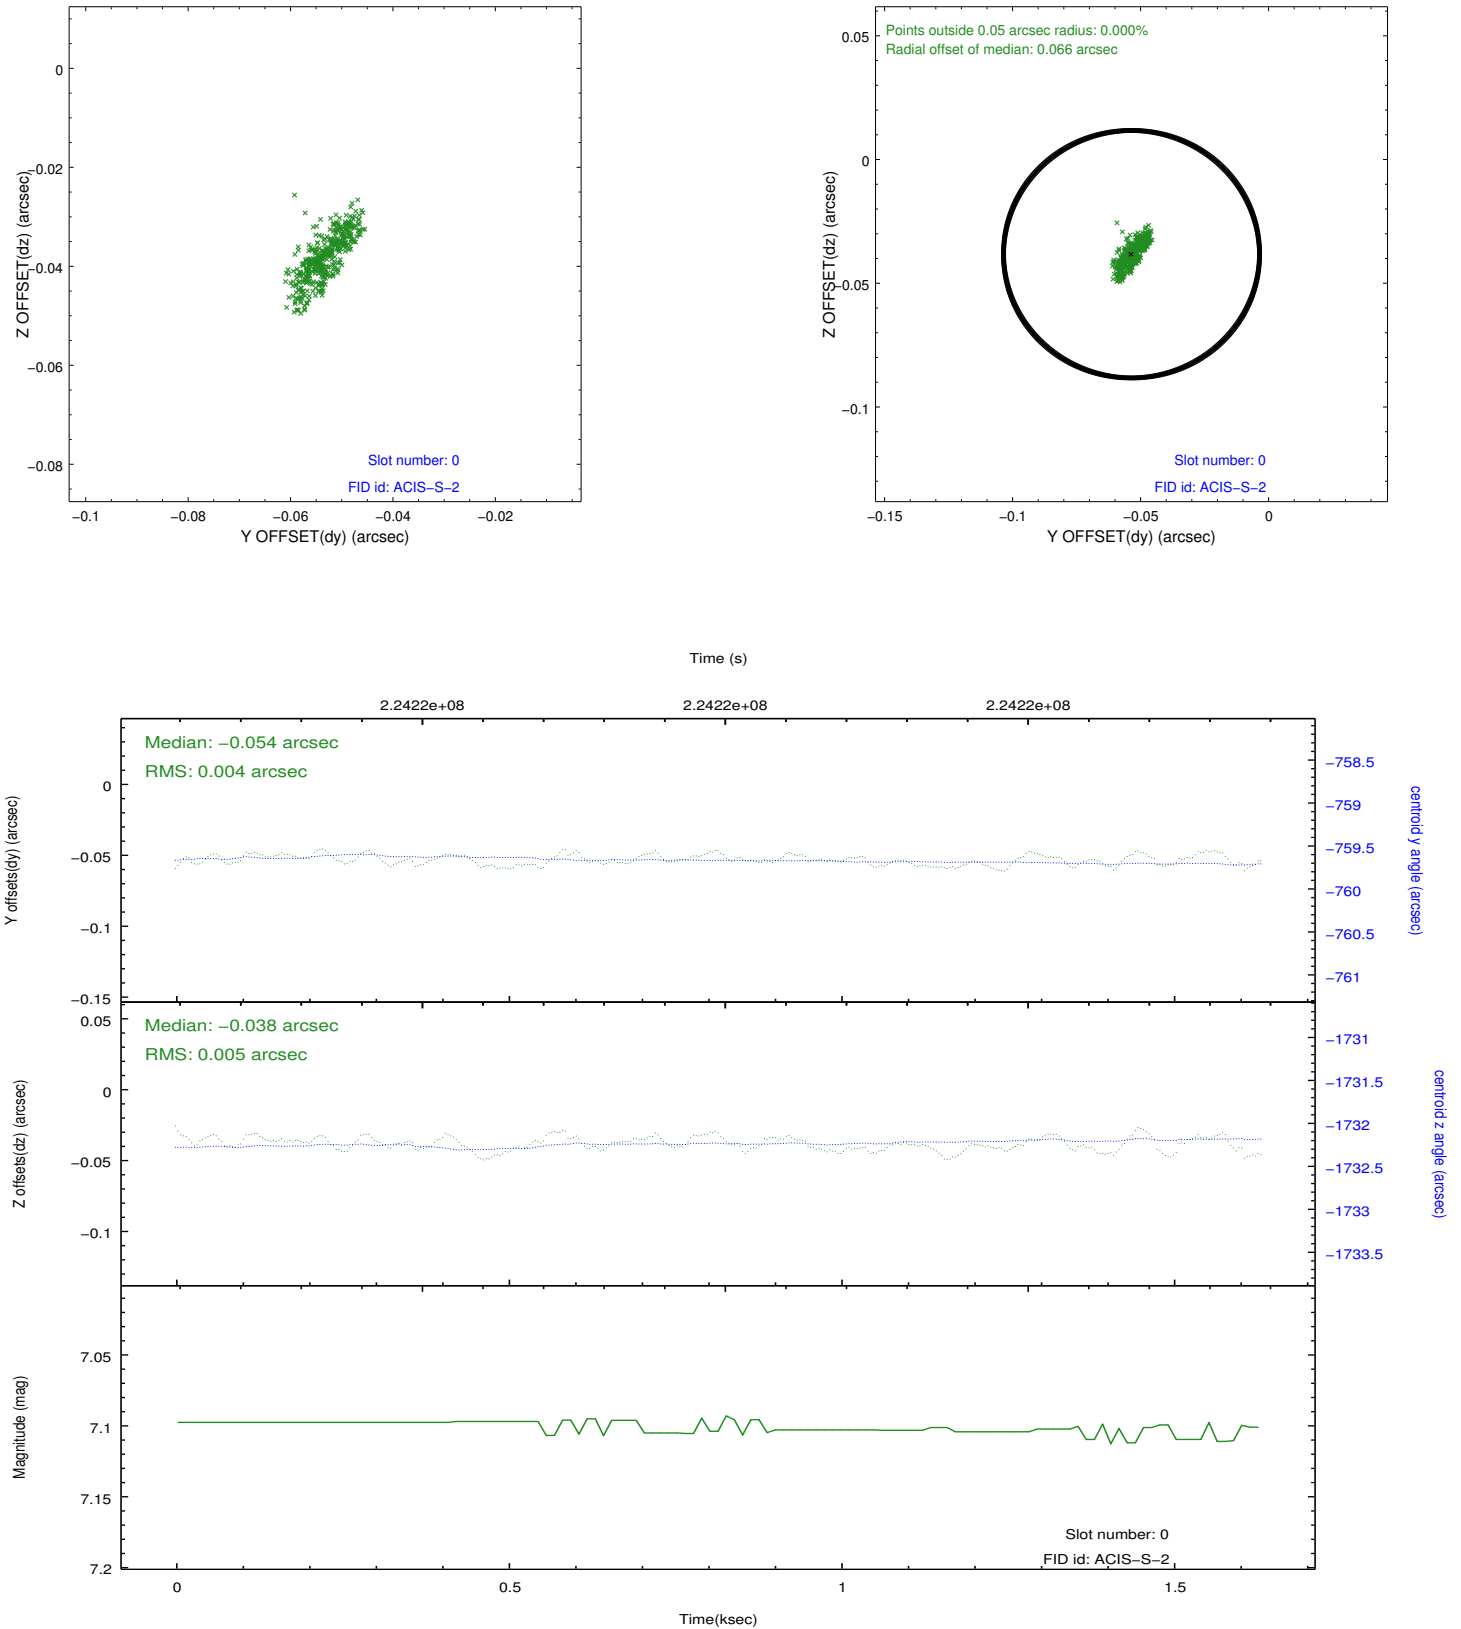 0
−0.02
−0.04
−0.06
−0.08
Z OFFSET(dz) (arcsec)
Slot number: 0
FID id: ACIS−S−2
−0.1
−0.08
−0.06
−0.04
−0.02
Y OFFSET(dy) (arcsec)
Points outside 0.05 arcsec radius: 0.000%
Radial offset of median: 0.066 arcsec
0.05
0
−0.05
−0.1
Z OFFSET(dz) (arcsec)
Slot number: 0
FID id: ACIS−S−2
−0.15
−0.1
−0.05
0
Y OFFSET(dy) (arcsec)
Time (s)
2.2422e+08
2.2422e+08
2.2422e+08
Median: −0.054 arcsec
RMS: 0.004 arcsec
0
−0.05
−0.1
−0.15
Y offsets(dy) (arcsec)
−758.5
−759
−759.5
−760
−760.5
−761
centroid y angle (arcsec)
Median: −0.038 arcsec
RMS: 0.005 arcsec
0.05
0
−0.05
−0.1
Z offsets(dz) (arcsec)
−1731
−1731.5
−1732
−1732.5
−1733
−1733.5
centroid z angle (arcsec)
7.05
7.1
7.15
7.2
Magnitude (mag)
Slot number: 0
FID id: ACIS−S−2
0
0.5
1
1.5
Time(ksec)